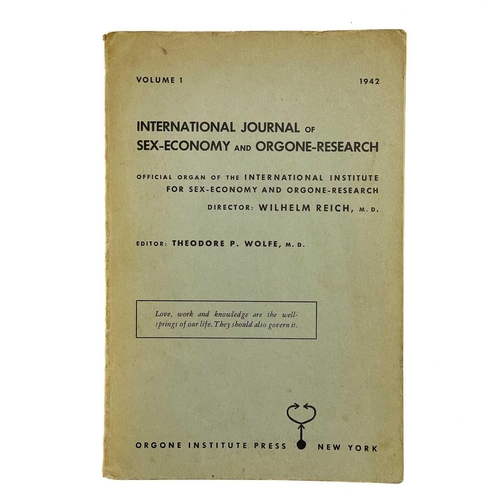 VOLUME 1 1942
INTERNATIONAL JOURNAL OF
SEX-ECONOMY AND ORGONE-RESEARCH
OFFICIAL ORGAN OF THE INTERNATIONAL INSTITUTE
FOR SEX-ECONOMY AND ORGONE-RESEARCH
DIRECTOR: WILHELM REICH, M. D.
EDITOR: THEODORE P. WOLFE, M. D.
Love, work and knowledge are the well-
springs of our life. They should also govern it.
ORGONE INSTITUTE PRESS NEW YORK